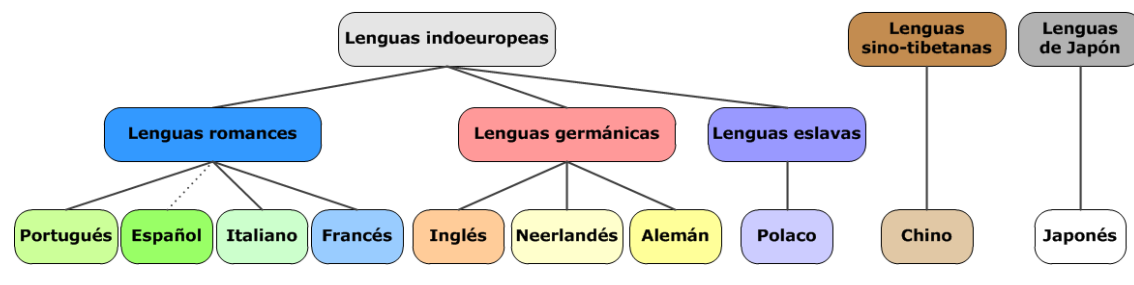 Lenguas indoeuropeas
Lenguas
sino-tibetanas
Lenguas
de Japón
Lenguas romances
Lenguas germánicas
Lenguas eslavas
Portugués
Español
Italiano
Francés
Inglés
Neerlandés
Alemán
Polaco
Chino
Japonés